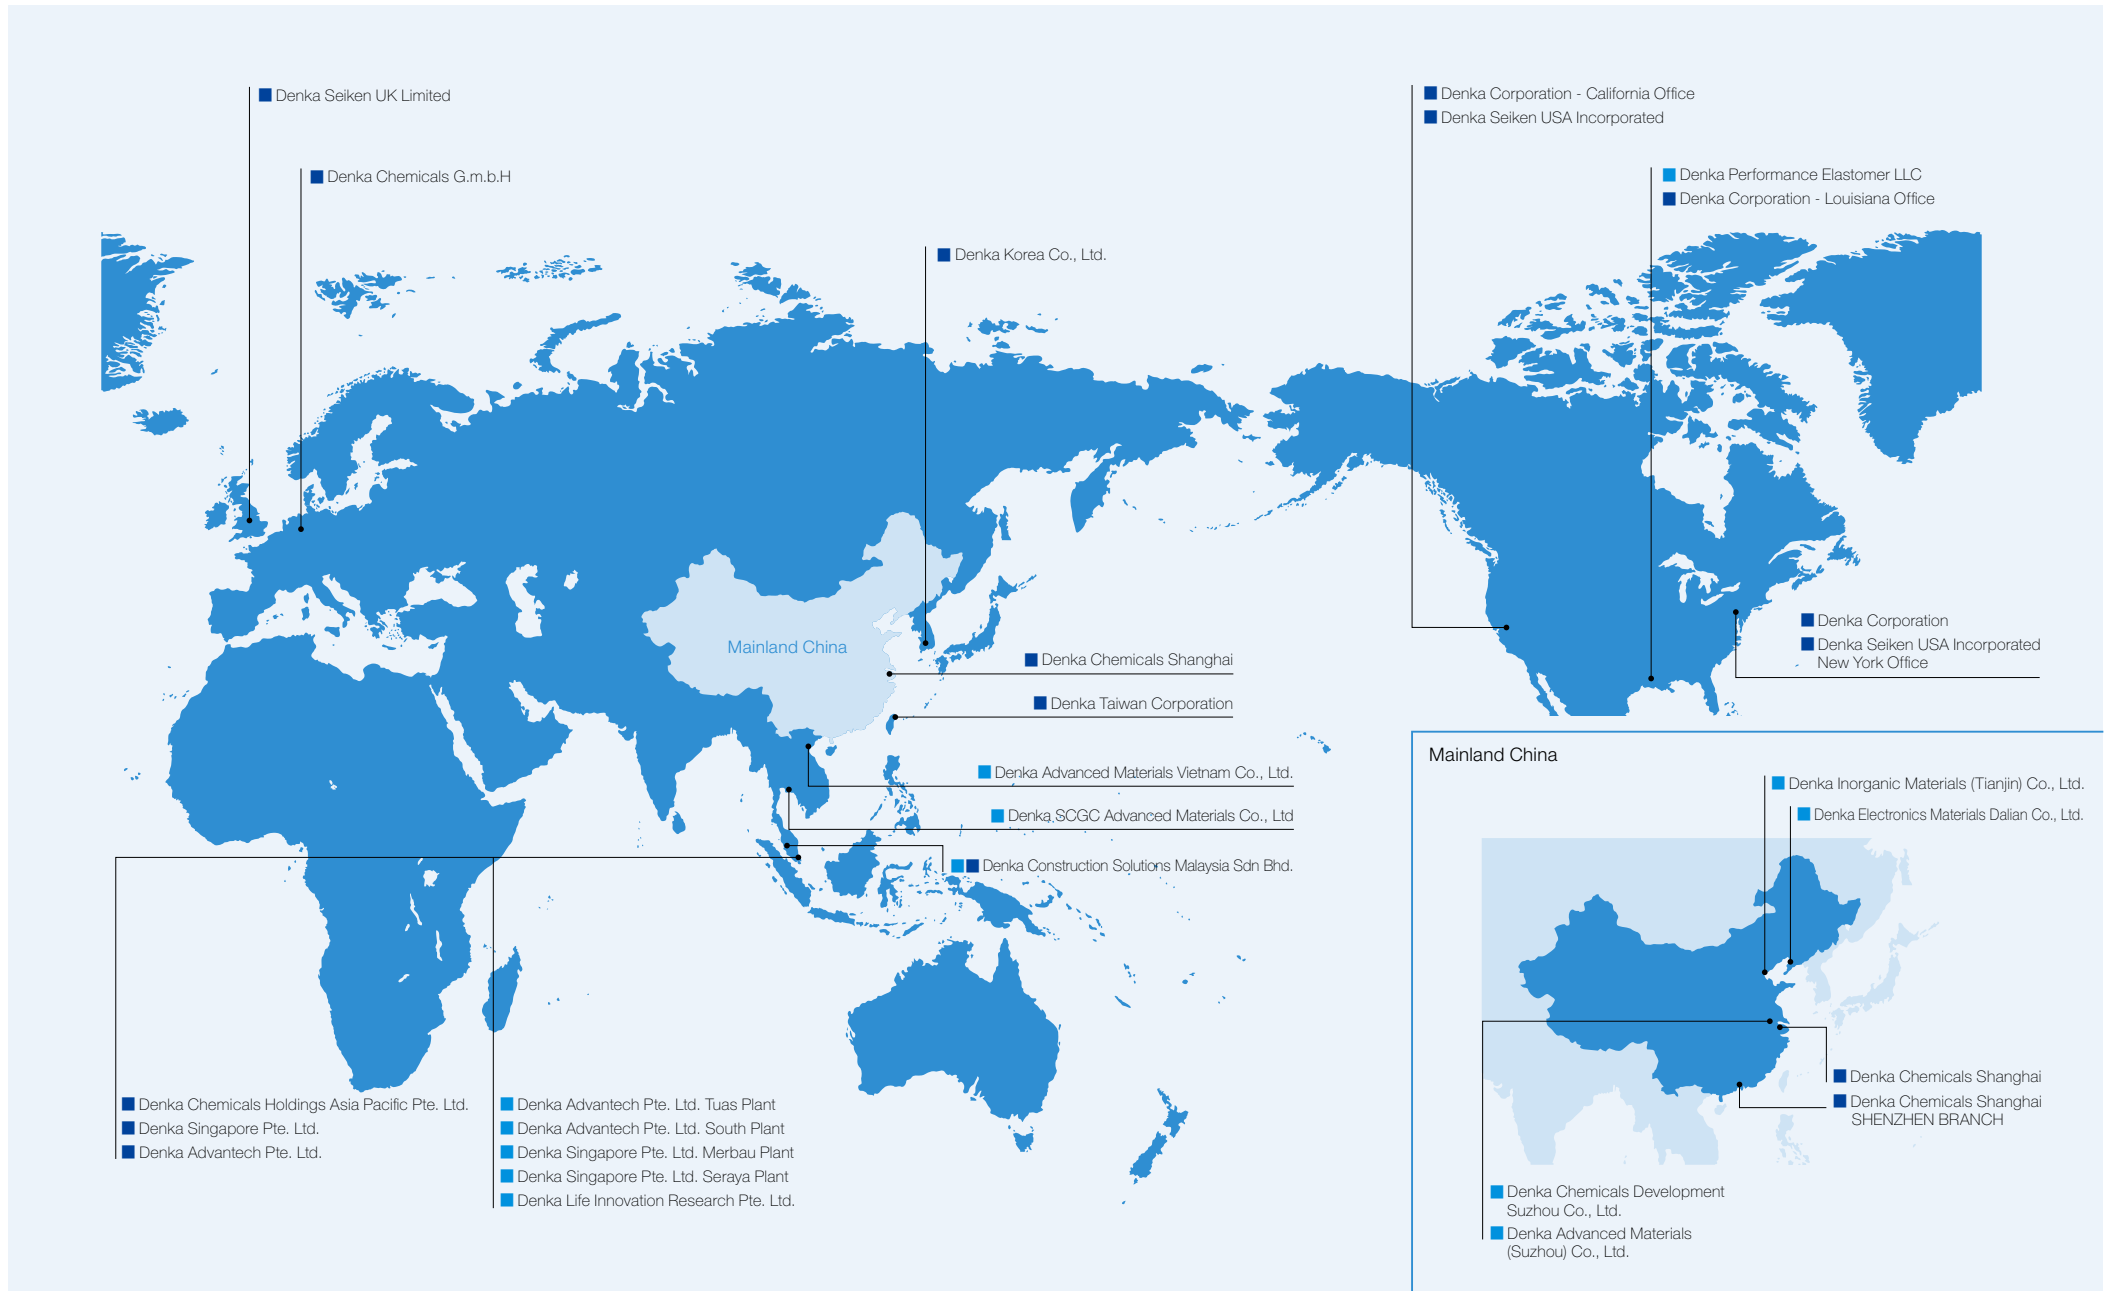 Denka Seiken UK Limited
Denka Chemicals G.m.b.H
Denka Korea Co., Ltd.
Denka Corporation - California Office
Denka Seiken USA Incorporated
Denka Performance Elastomer LLC
Denka Corporation - Louisiana Office
Denka Corporation
Denka Seiken USA Incorporated
New York Office
Mainland China
Denka Chemicals Shanghai
Denka Taiwan Corporation
Denka Advanced Materials Vietnam Co., Ltd.
Denka SCGC Advanced Materials Co., Ltd
Denka Construction Solutions Malaysia Sdn Bhd.
Denka Chemicals Holdings Asia Pacific Pte. Ltd.
Denka Singapore Pte. Ltd.
Denka Advantech Pte. Ltd.
Denka Advantech Pte. Ltd. Tuas Plant
Denka Advantech Pte. Ltd. South Plant
Denka Singapore Pte. Ltd. Merbau Plant
Denka Singapore Pte. Ltd. Seraya Plant
Denka Life Innovation Research Pte. Ltd.
Mainland China
Denka Inorganic Materials (Tianjin) Co., Ltd.
Denka Electronics Materials Dalian Co., Ltd.
Denka Chemicals Shanghai
Denka Chemicals Shanghai
SHENZHEN BRANCH
Denka Chemicals Development
Suzhou Co., Ltd.
Denka Advanced Materials
(Suzhou) Co., Ltd.